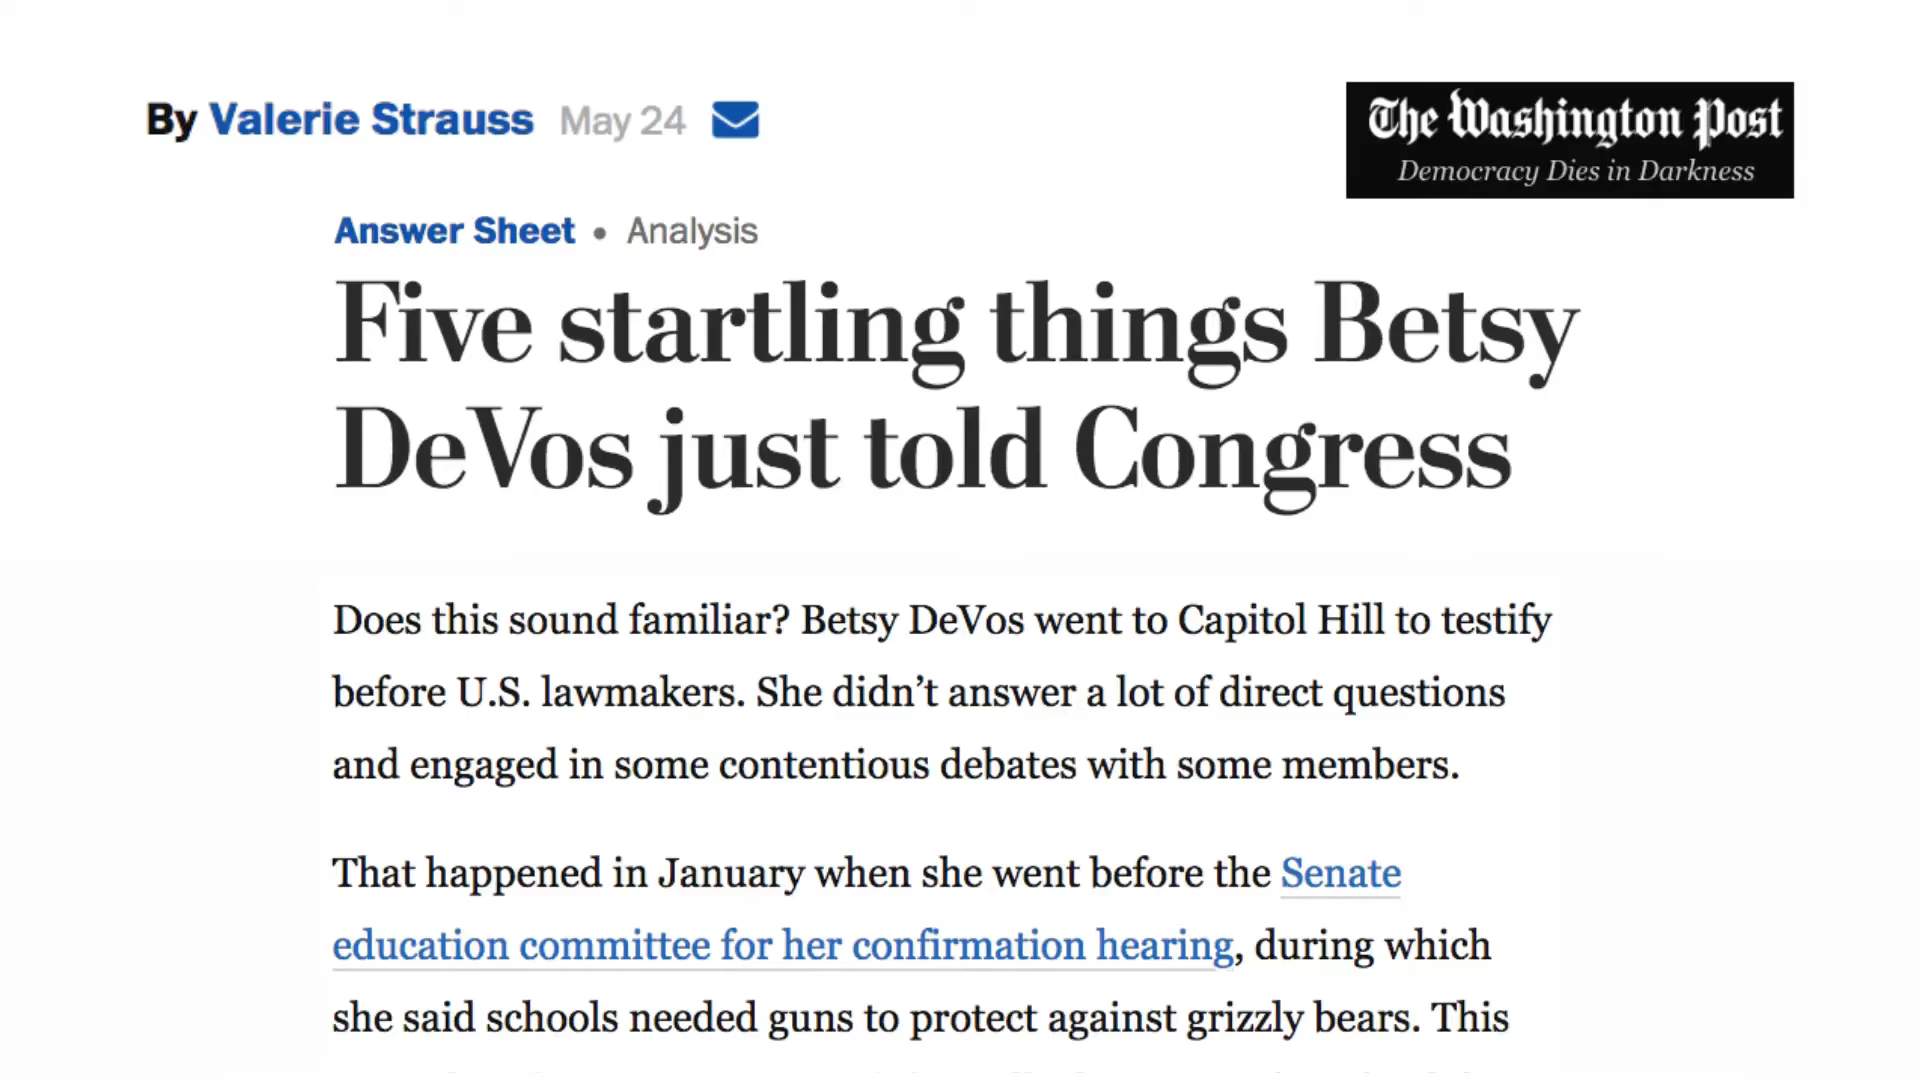 By Valerie Strauss May 24
The Washington Post
Democracy Dies in Darkness
Answer Sheet • Analysis
Five startling things Betsy
DeVos just told Congress
Does this sound familiar? Betsy DeVos went to Capitol Hill to testify
before U.S. lawmakers. She didn’t answer a lot of direct questions
and engaged in some contentious debates with some members.
That happened in January when she went before the Senate
education committee for her confirmation hearing, during which
she said schools needed guns to protect against grizzly bears. This